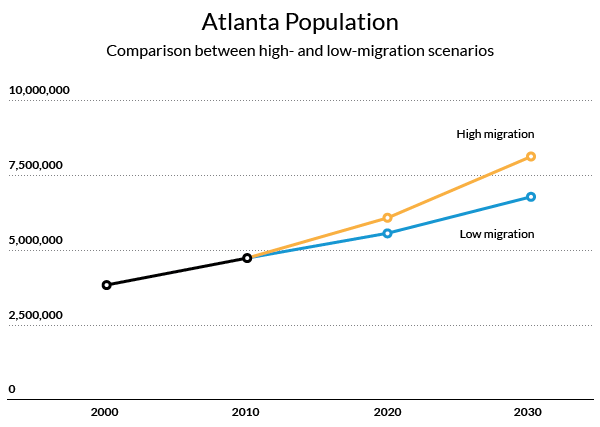 Atlanta Population
Comparison between high- and low-migration scenarios
10,000,000
High migration
7,500,000
Low migration
5,000,000
2,500,000
0
2000 2010 2020 2030